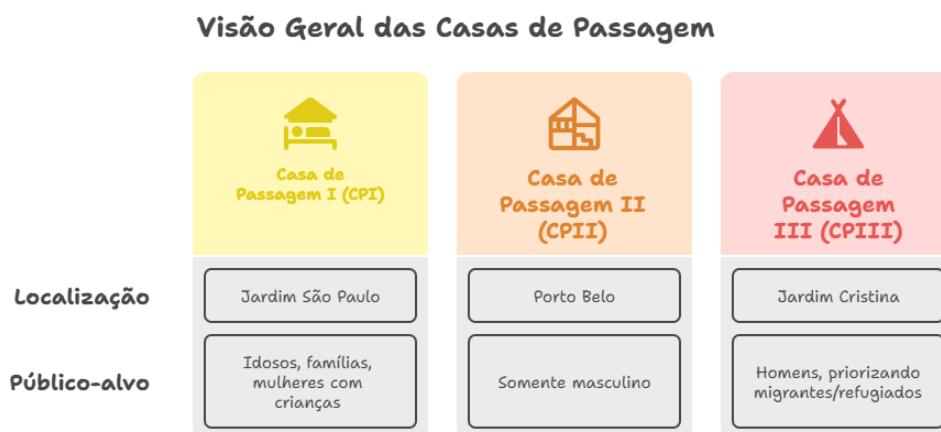 Visão Geral das Casas de Passagem
Casa de
Passagem I (CPI)
Casa de
Passagem II
(CPII)
Casa de
Passagem
III (CPIII)
Localização
Jardim São Paulo
Porto Belo
Jardim Cristina
Público-alvo
Idosos, famílias,
mulheres com
crianças
Somente masculino
Homens, priorizando
migrantes/refugiados